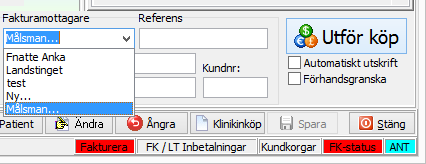 Fakturamottagare Referens
Målsman... Utför köp
Fnatte Anka Automatiskt utskrift
Landstinget Kundnr:
test Förhandsgranska
Ny...
Målsman...
Patient Ändra Ångra Klinikinköp Spara Stäng
Fakturera FK / LT Inbetalningar Kundkorgar FK-status ANT